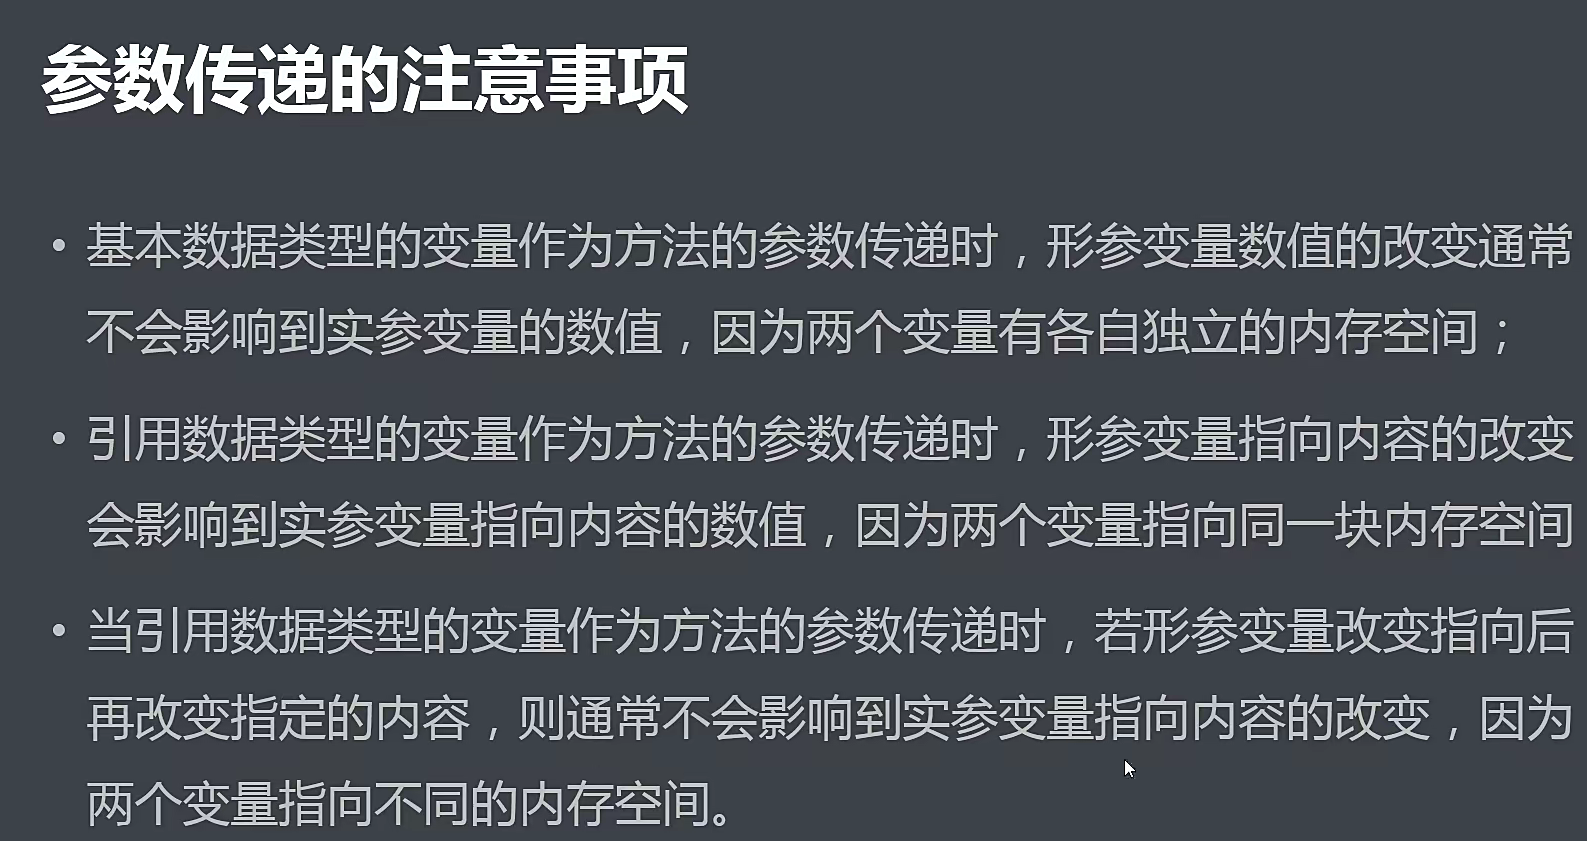 参数传递的注意事项
• 基本数据类型的变量作为方法的参数传递时，形参变量数值的改变通常
不会影响到实参变量的数值，因为两个变量有各自独立的内存空间；
• 引用数据类型的变量作为方法的参数传递时，形参变量指向内容的改变
会影响到实参变量指向内容的数值，因为两个变量指向同一块内存空间
• 当引用数据类型的变量作为方法的参数传递时，若形参变量改变指向后
再改变指定的内容，则通常不会影响到实参变量指向内容的改变，因为
两个变量指向不同的内存空间。